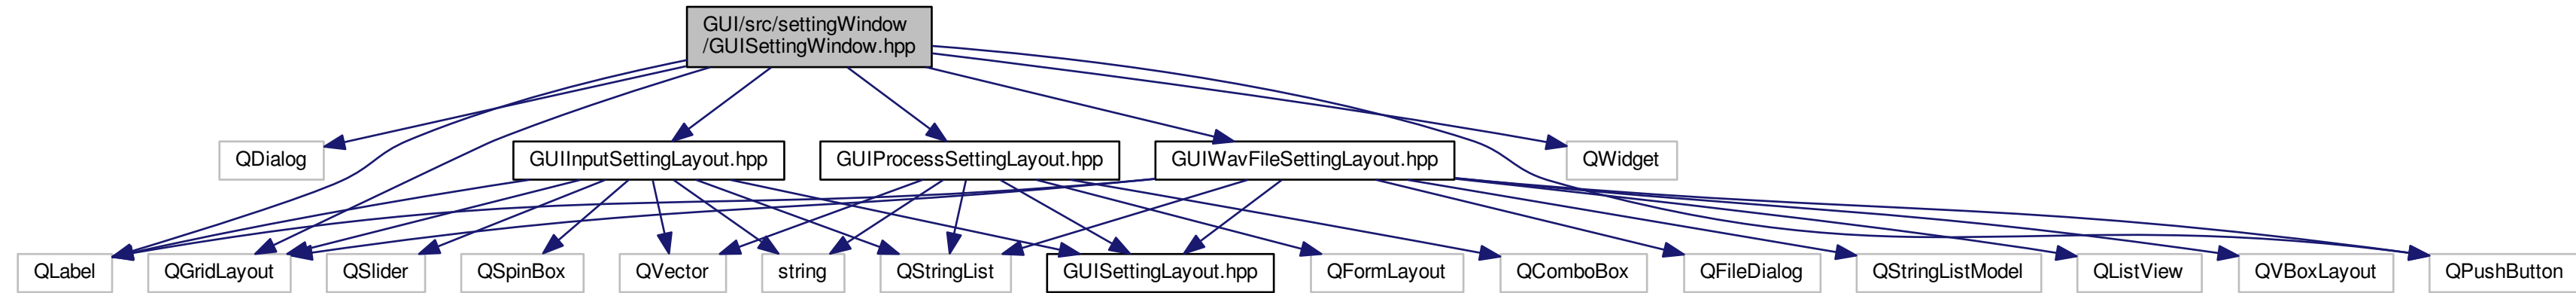 GUI/src/settingWindow
/GUISettingWindow.hpp
QDialog
GUIInputSettingLayout.hpp
GUIProcessSettingLayout.hpp
GUIWavFileSettingLayout.hpp
QWidget
QLabel
QGridLayout
QSlider
QSpinBox
QVector
string
QStringList
GUISettingLayout.hpp
QFormLayout
QComboBox
QFileDialog
QStringListModel
QListView
QVBoxLayout
QPushButton